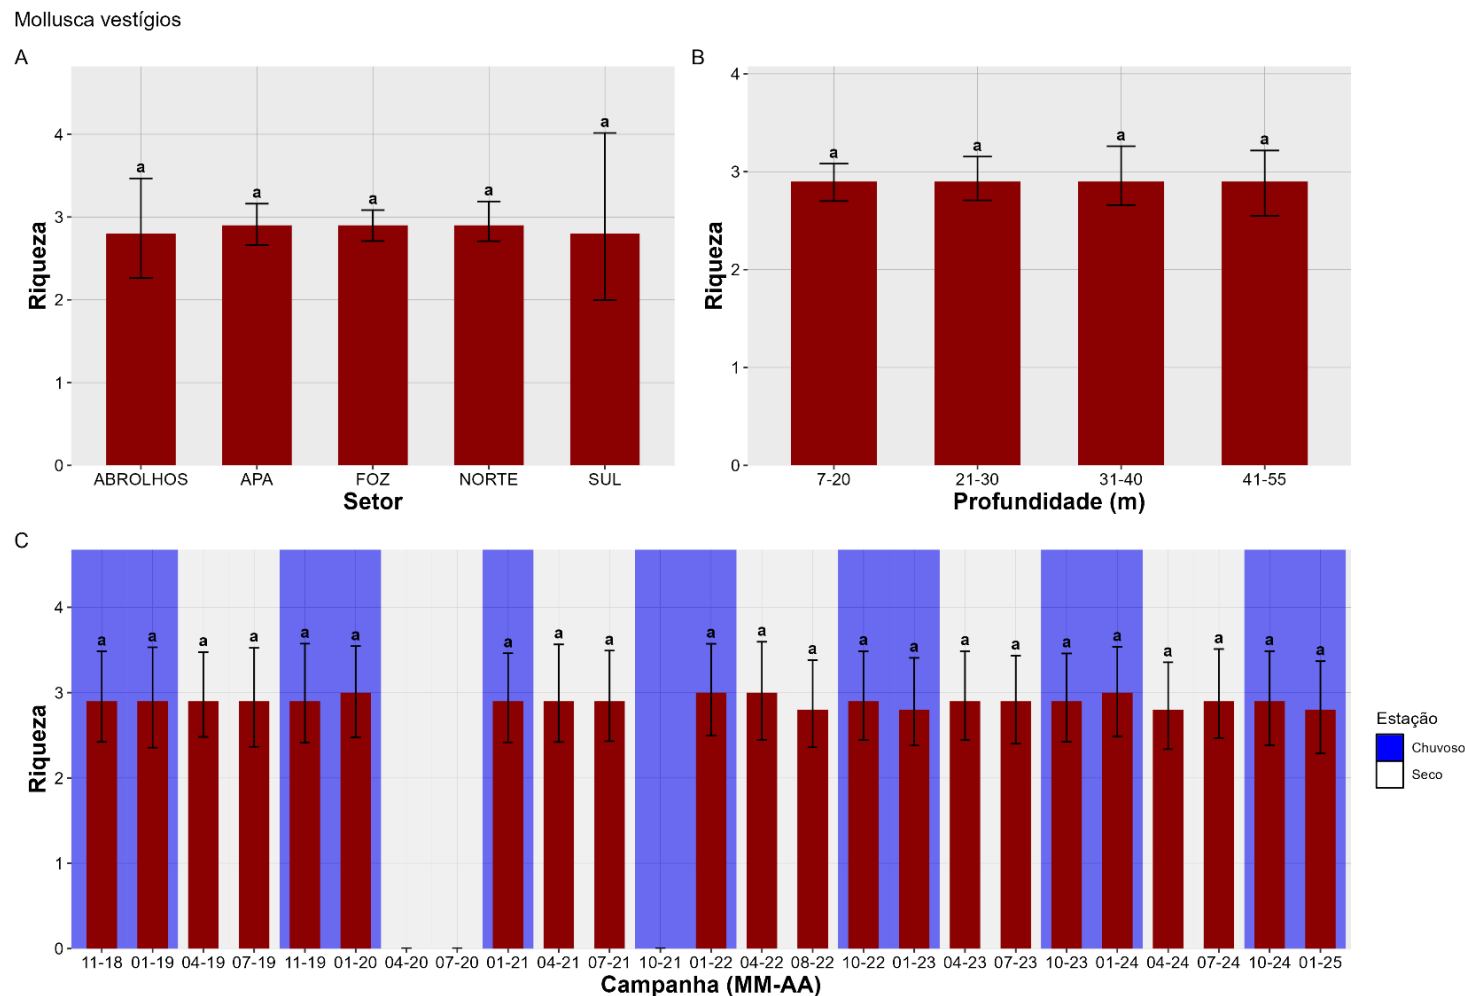 Mollusca vestígios
A
Riqueza
4
3
2
1
0
a a a a a
ABROLHOS APA FOZ NORTE SUL
Setor
B
Riqueza
4
3
2
1
0
a a a a
7-20 21-30 31-40 41-55
Profundidade (m)
C
Riqueza
4
3
2
1
0
a a a a a a a a a a a a a a a a a a a a a a
11-18 01-19 04-19 07-19 11-19 01-20 04-20 07-20 01-21 04-21 07-21 10-21 01-22 04-22 08-22 10-22 01-23 04-23 07-23 10-23 01-24 04-24 07-24 10-24 01-25
Campanha (MM-AA)
Estação
Chuvoso
Seco